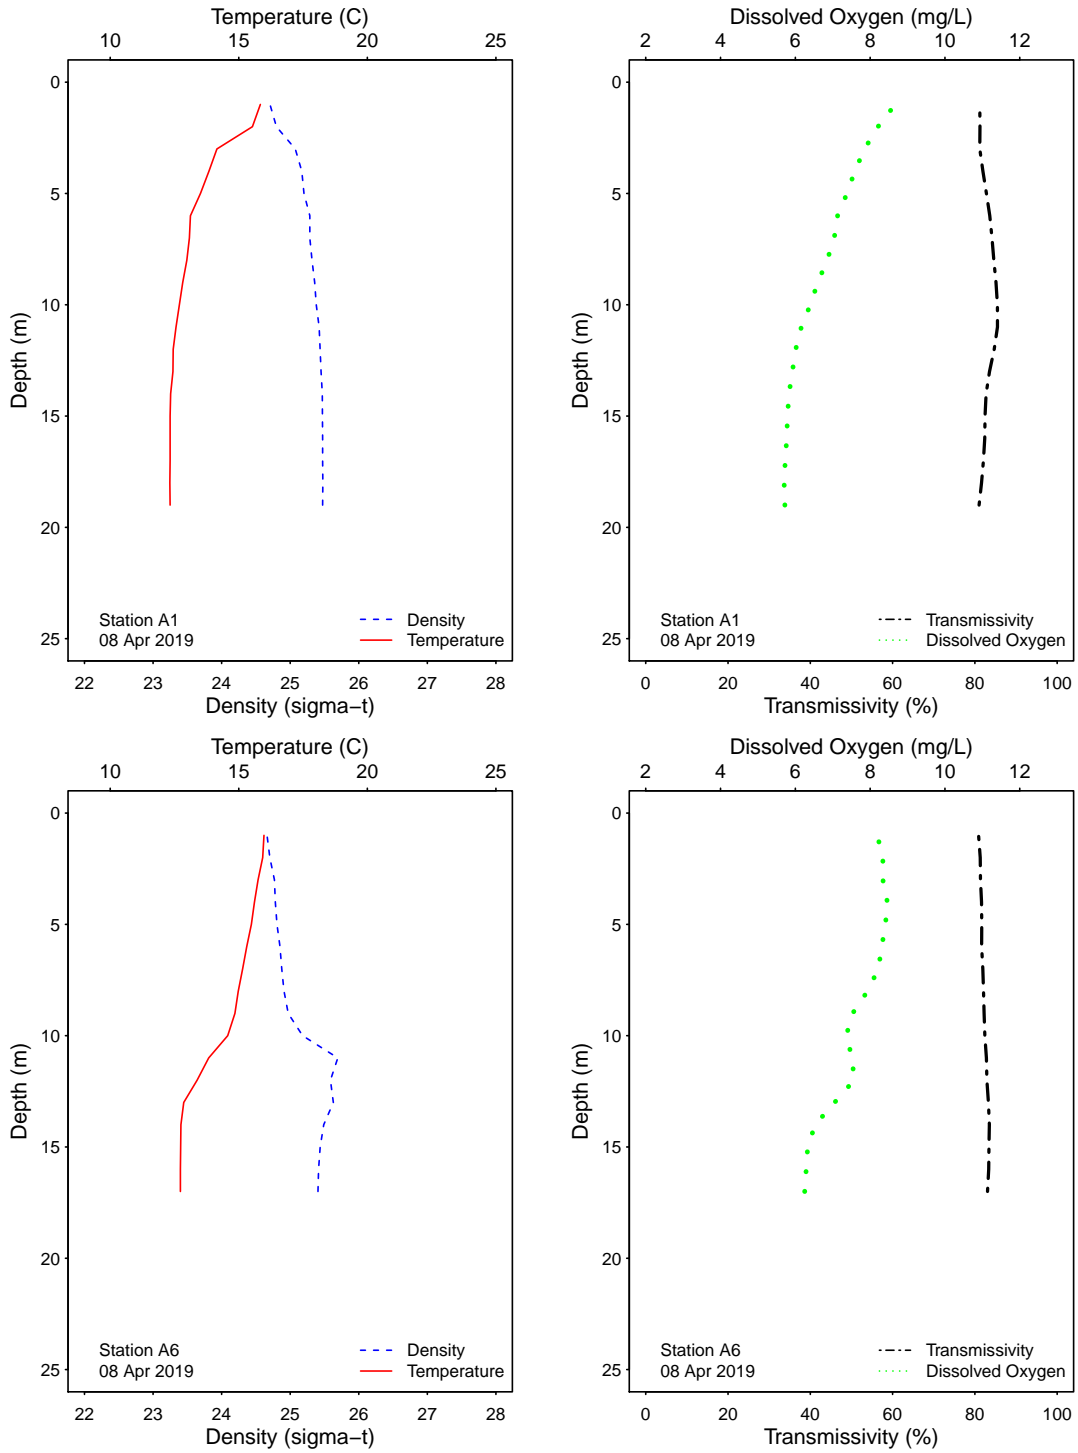 Temperature (C)
10 15 20 25
0
5
10
15
20
25
Depth (m)
Station A1
08 Apr 2019
Density
Temperature
22 23 24 25 26 27 28
Density (sigma−t)
Dissolved Oxygen (mg/L)
2 4 6 8 10 12
0
5
10
15
20
25
Depth (m)
Station A1
08 Apr 2019
Transmissivity
Dissolved Oxygen
0 20 40 60 80 100
Transmissivity (%)
Temperature (C)
10 15 20 25
0
5
10
15
20
25
Depth (m)
Station A6
08 Apr 2019
Density
Temperature
22 23 24 25 26 27 28
Density (sigma−t)
Dissolved Oxygen (mg/L)
2 4 6 8 10 12
0
5
10
15
20
25
Depth (m)
Station A6
08 Apr 2019
Transmissivity
Dissolved Oxygen
0 20 40 60 80 100
Transmissivity (%)